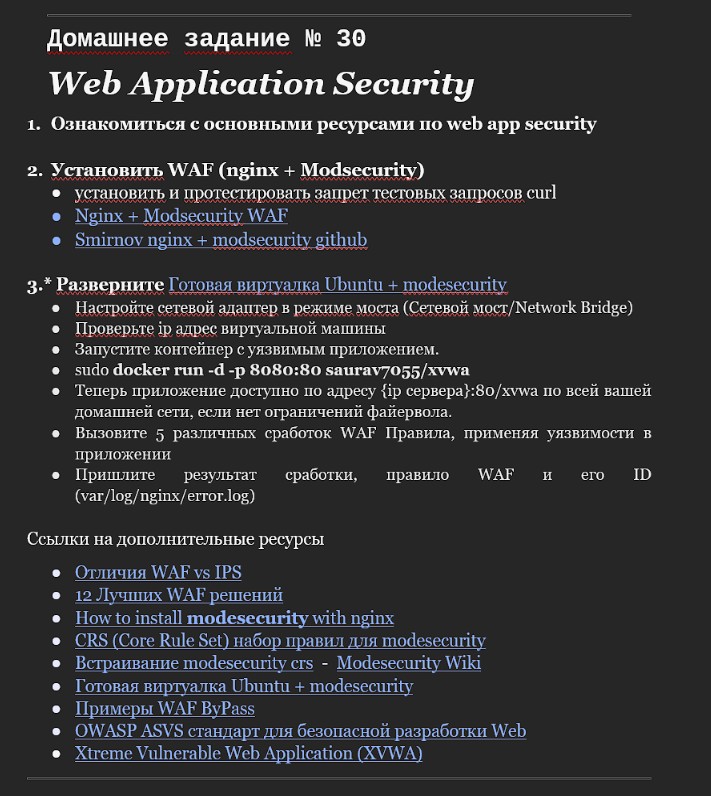 Домашнее задание № 30
Web Application Security
1. Ознакомиться с основными ресурсами по web app security
2. Установить WAF (nginx + Modsecurity)
● установить и протестировать запрет тестовых запросов curl
● Nginx + Modsecurity WAF
● Smirnov nginx + modsecurity github
3.* Разверните Готовая виртуалка Ubuntu + modesecurity
● Настройте сетевой адаптер в режиме моста (Сетевой мост/Network Bridge)
● Проверьте ip адрес виртуальной машины
● Запустите контейнер с уязвимым приложением.
● sudo docker run -d -p 8080:80 saurav7055/xvwa
● Теперь приложение доступно по адресу {ip сервера}:80/xvwa по всей вашей
домашней сети, если нет ограничений файервола.
● Вызовите 5 различных сработок WAF Правила, применяя уязвимости в
приложении
● Пришлите результат сработки, правило WAF и его ID
(var/log/nginx/error.log)
Ссылки на дополнительные ресурсы
● Отличия WAF vs IPS
● 12 Лучших WAF решений
● How to install modesecurity with nginx
● CRS (Core Rule Set) набор правил для modesecurity
● Встраивание modesecurity crs - Modesecurity Wiki
● Готовая виртуалка Ubuntu + modesecurity
● Примеры WAF ByPass
● OWASP ASVS стандарт для безопасной разработки Web
● Xtreme Vulnerable Web Application (XVWA)